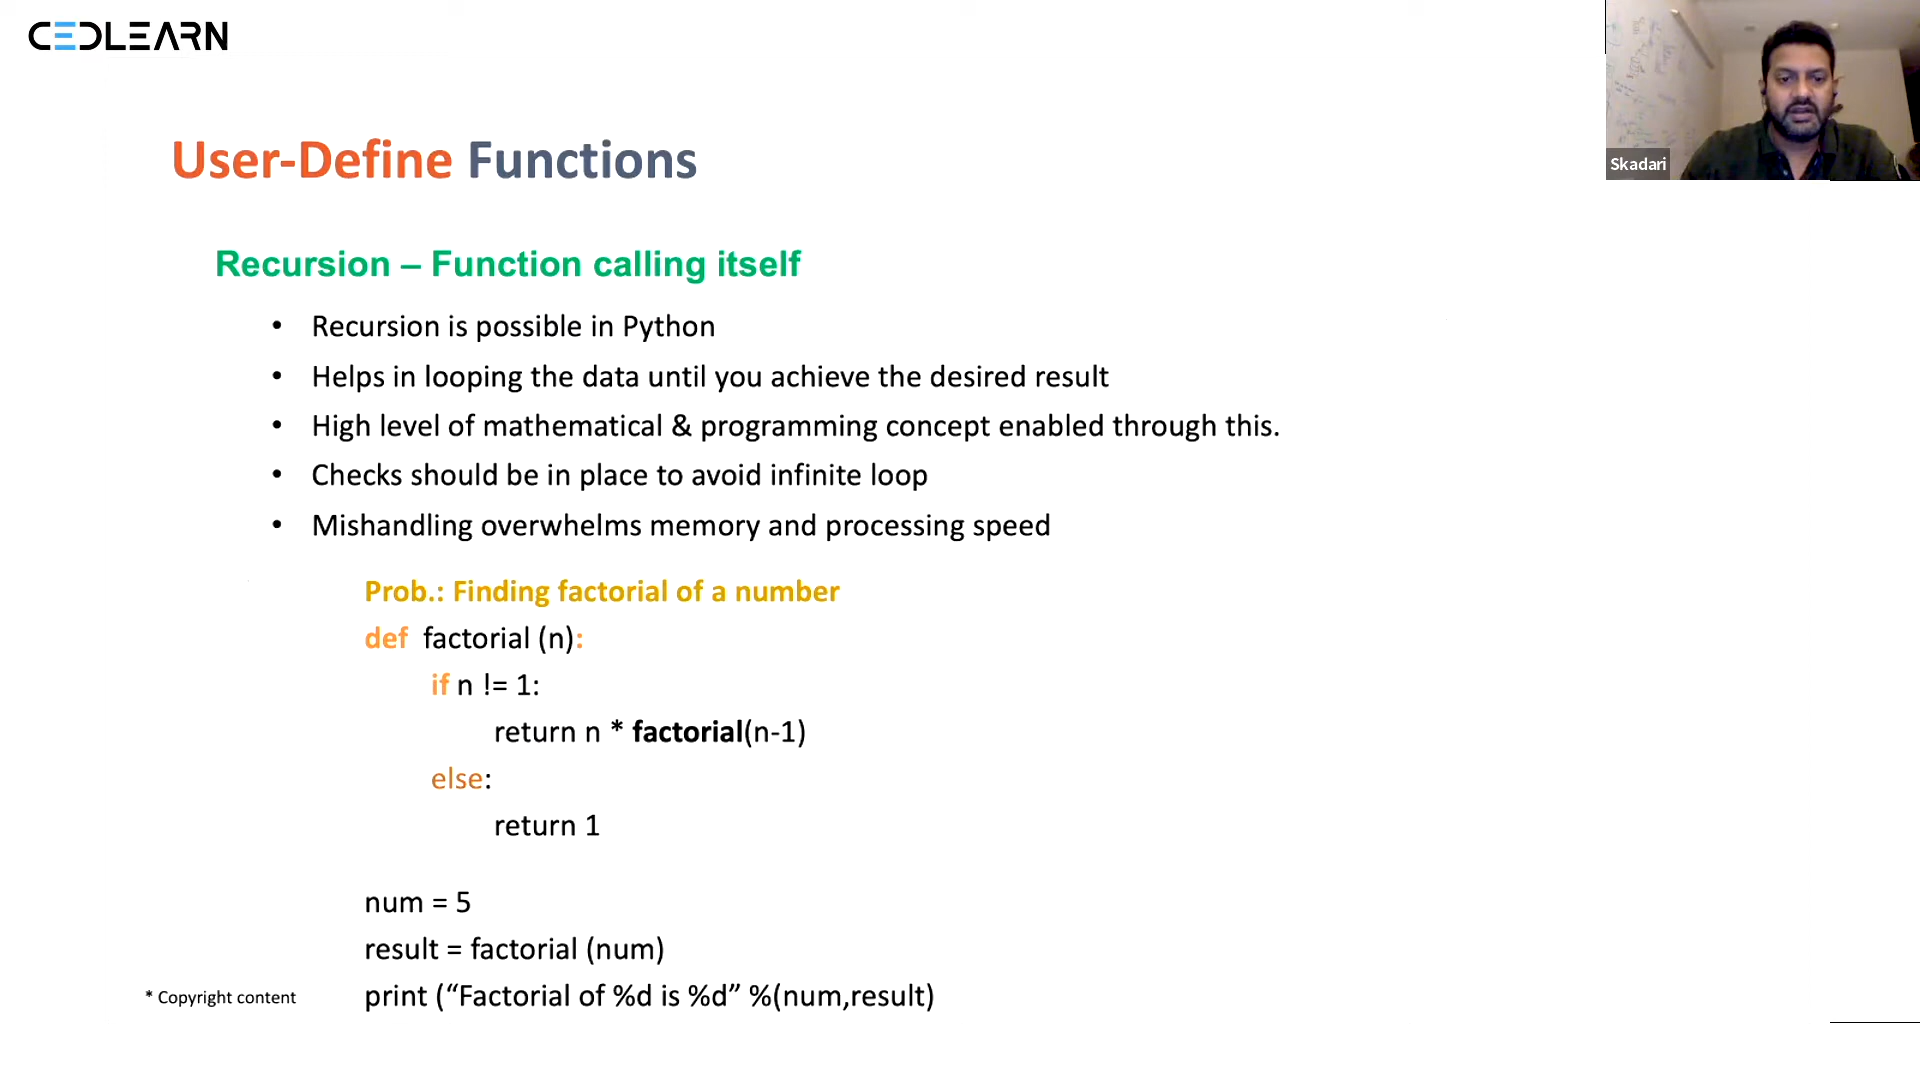 CEDLEARN
Skadari
User-Define Functions
Recursion – Function calling itself
• Recursion is possible in Python
• Helps in looping the data until you achieve the desired result
• High level of mathematical & programming concept enabled through this.
• Checks should be in place to avoid infinite loop
• Mishandling overwhelms memory and processing speed
Prob.: Finding factorial of a number
def factorial (n):
if n != 1:
return n * factorial(n-1)
else:
return 1
num = 5
result = factorial (num)
print (“Factorial of %d is %d” %(num,result)
* Copyright content